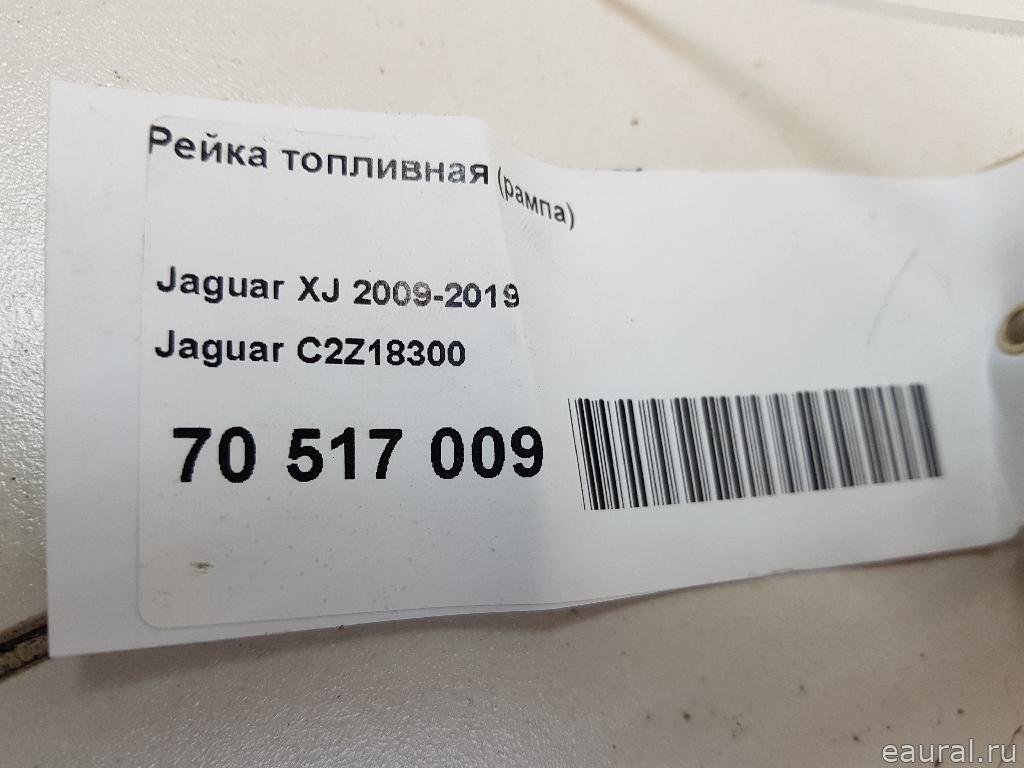 Рейка топливная (рампа)
Jaguar XJ 2009-2019
Jaguar C2Z18300
70 517 009
eaural.ru